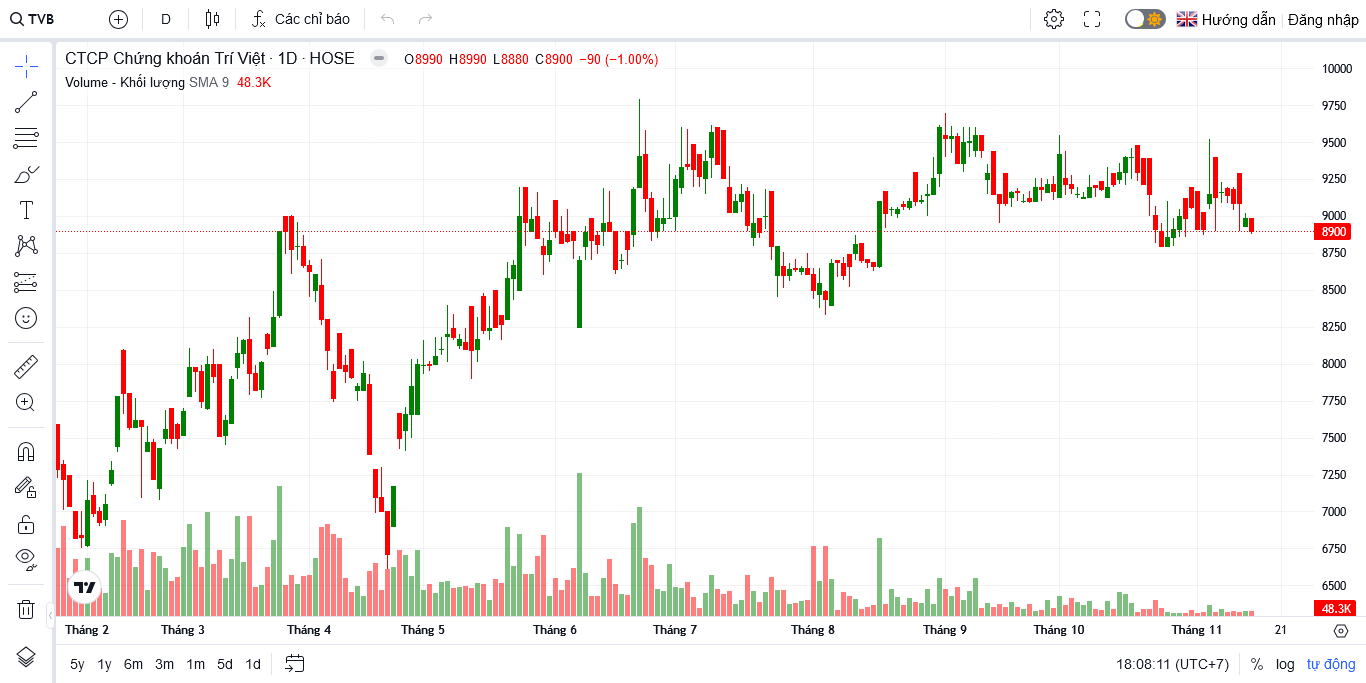 TVB D Các chỉ báo Hướng dẫn Đăng nhập
CTCP Chứng khoán Trí Việt · 1D · HOSE O8990 H8990 L8880 C8900 −90 (−1.00%)
Volume - Khối lượng SMA 9 48.3K
10000
9750
9500
9250
9000
8900
8750
8500
8250
8000
7750
7500
7250
7000
6750
6500
48.3K
Tháng 2 Tháng 3 Tháng 4 Tháng 5 Tháng 6 Tháng 7 Tháng 8 Tháng 9 Tháng 10 Tháng 11 21
5y 1y 6m 3m 1m 5d 1d 18:08:11 (UTC+7) % log tự động